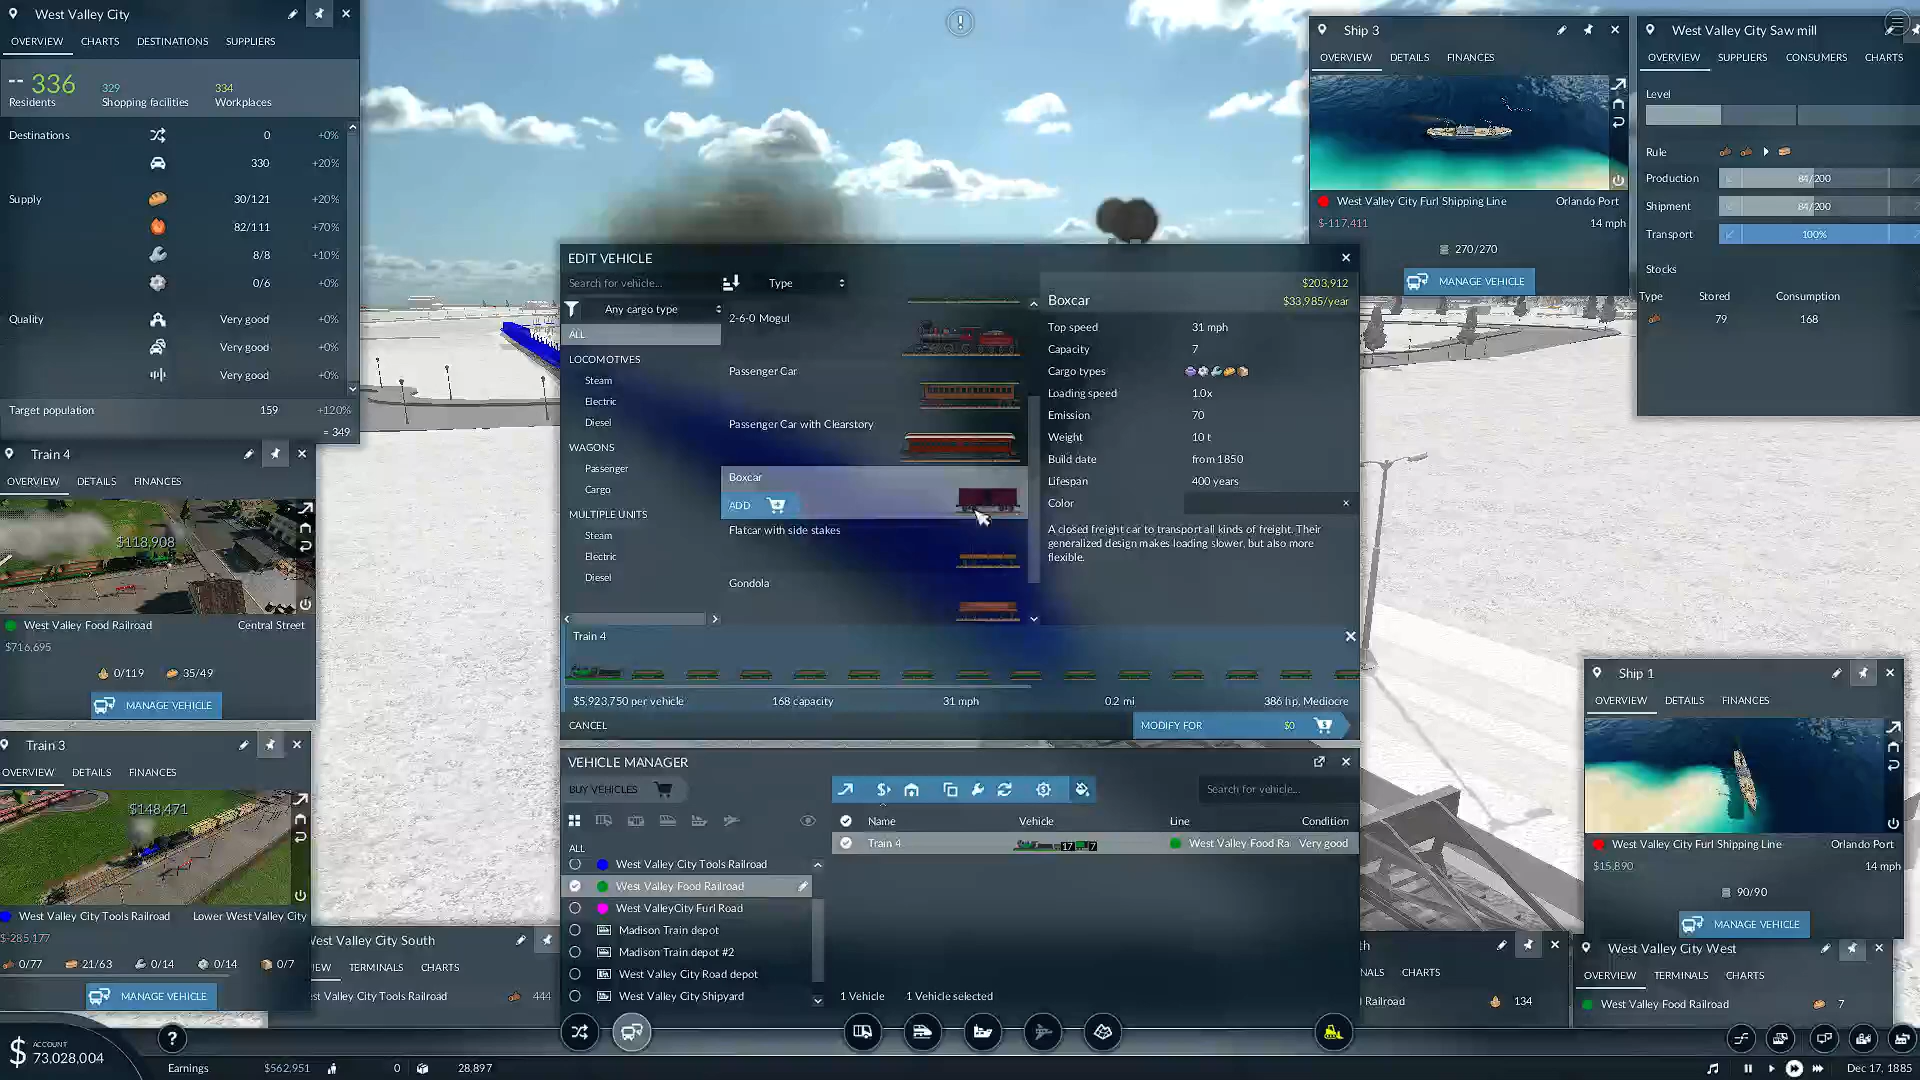 West Valley City
OVERVIEW CHARTS DESTINATIONS SUPPLIERS
-- 336 329 334
Residents Shopping facilities Workplaces
Destinations 0 +0%
330 +20%
Supply 30/121 +20%
82/111 +70%
8/8 +10%
0/6 +0%
Quality Very good +0%
Very good +0%
Very good +0%
Target population 159 +120%
= 349
Train 4
OVERVIEW DETAILS FINANCES
$118,908
West Valley Food Railroad Central Street
$716,695
0/119 35/49
MANAGE VEHICLE
Train 3
OVERVIEW DETAILS FINANCES
$148,471
West Valley City Tools Railroad Lower West Valley City
$-285,177
0/77 21/63 0/14 0/14 0/7
MANAGE VEHICLE
West Valley City South
IEW TERMINALS CHARTS
st Valley City Tools Railroad 444
EDIT VEHICLE
Search for vehicle... Type
Any cargo type
ALL
LOCOMOTIVES
Steam
Electric
Diesel
WAGONS
Passenger
Cargo
MULTIPLE UNITS
Steam
Electric
Diesel
2-6-0 Mogul
Passenger Car
Passenger Car with Clearstory
Boxcar
ADD
Flatcar with side stakes
Gondola
$203,912
Boxcar $33,985/year
Top speed 31 mph
Capacity 7
Cargo types
Loading speed 1.0x
Emission 70
Weight 10 t
Build date from 1850
Lifespan 400 years
Color
A closed freight car to transport all kinds of freight. Their
generalized design makes loading slower, but also more
flexible.
Train 4
$5,923,750 per vehicle 168 capacity 31 mph 0.2 mi 386 hp, Mediocre
CANCEL MODIFY FOR $0
VEHICLE MANAGER
BUY VEHICLES Search for vehicle...
ALL
West Valley City Tools Railroad
West Valley Food Railroad
West ValleyCity Furl Road
Madison Train depot
Madison Train depot #2
West Valley City Road depot
West Valley City Shipyard
Name Vehicle Line Condition
Train 4 17 7 West Valley Food Ra Very good
1 Vehicle 1 Vehicle selected
Ship 3
OVERVIEW DETAILS FINANCES
West Valley City Furl Shipping Line Orlando Port
$-117,411 14 mph
270/270
MANAGE VEHICLE
West Valley City Saw mill
OVERVIEW SUPPLIERS CONSUMERS CHARTS
Level
Rule
Production 84/200
Shipment 84/200
Transport 100%
Stocks
Type Stored Consumption
79 168
Ship 1
OVERVIEW DETAILS FINANCES
West Valley City Furl Shipping Line Orlando Port
$15,890 14 mph
90/90
MANAGE VEHICLE
th
NALS CHARTS
Railroad 134
West Valley City West
OVERVIEW TERMINALS CHARTS
West Valley Food Railroad 7
$ ACCOUNT
73,028,004
?
Earnings $562,951 0 28,897
Dec 17, 1885